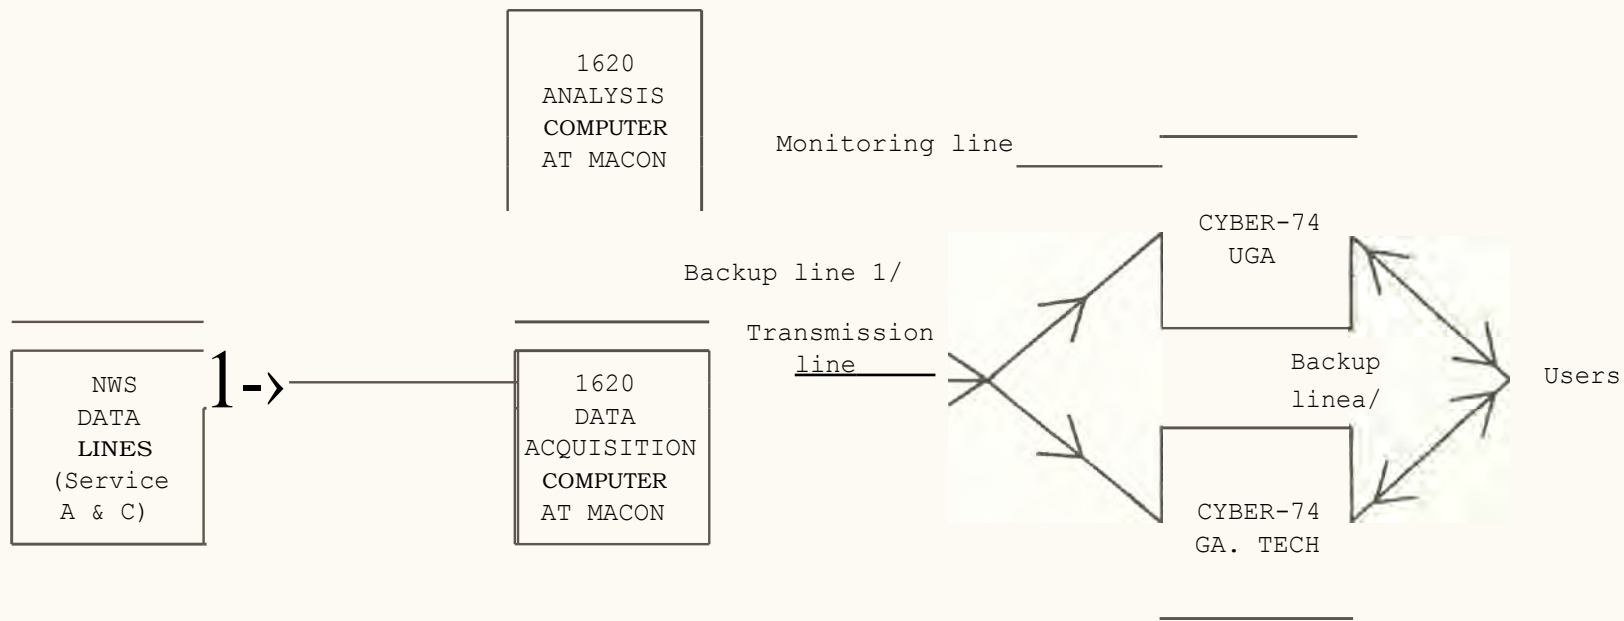 1620
ANALYSIS
COMPUTER
AT MACON
Monitoring line
CYBER-74
UGA
Backup line 1/
Transmission
line
NWS
DATA
LINES
(Service
A & C)
1->
1620
DATA
ACQUISITION
COMPUTER
AT MACON
Backup
linea/
Users
CYBER-74
GA. TECH